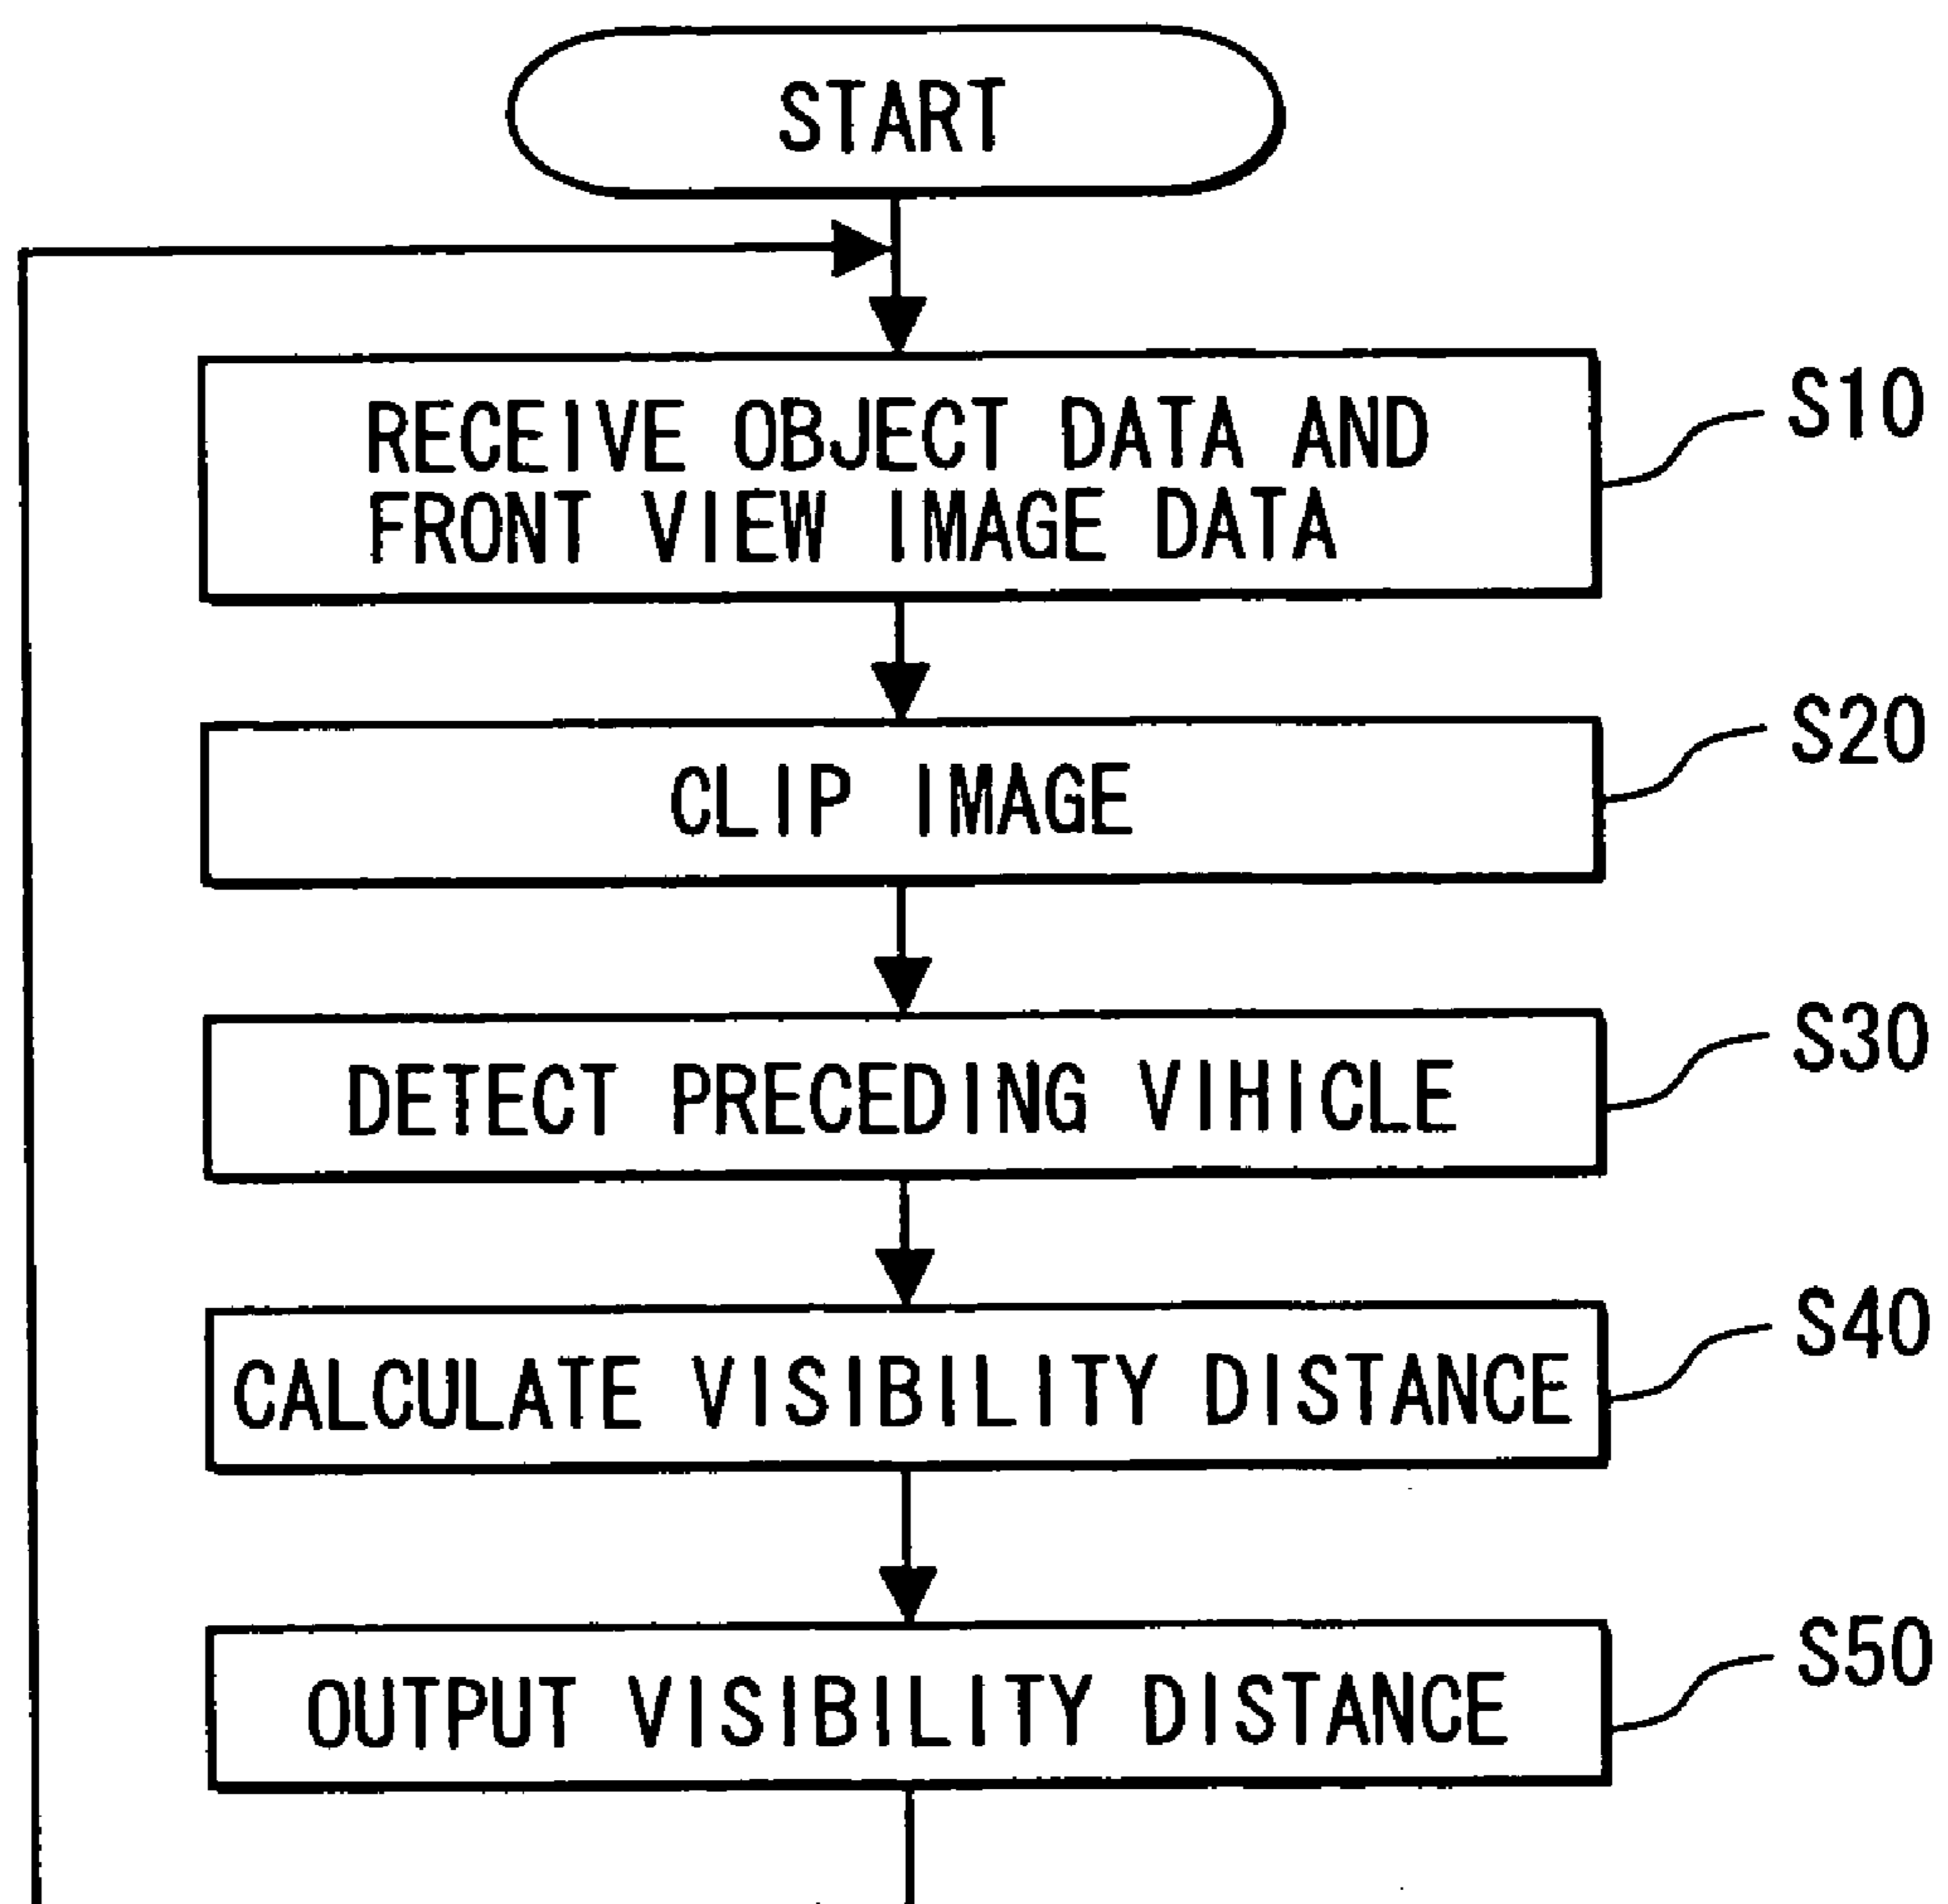 START
RECEIVE OBJECT DATA AND
FRONT VIEW IMAGE DATA
S10
CLIP IMAGE
S20
DETECT PRECEDING VIHICLE
S30
CALCULATE VISIBILITY DISTANCE
S40
OUTPUT VISIBILITY DISTANCE
S50